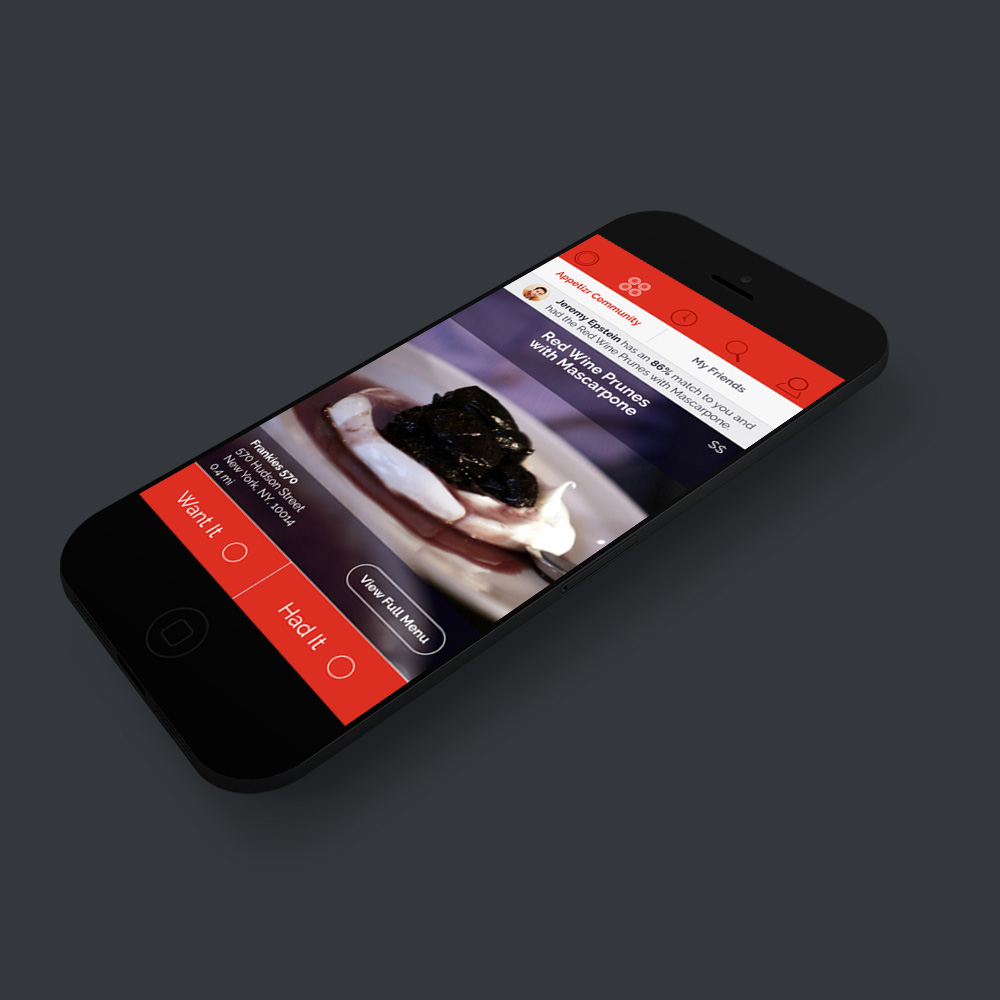 Appetizr Community
My Friends
Jeremy Epstein has an 86% match to you and
had the Red Wine Prunes with Mascarpone.
Red Wine Prunes
with Mascarpone
$$
Frankies 570
570 Hudson Street
New York, NY, 10014
0.4 mi
View Full Menu
Want It
Had It